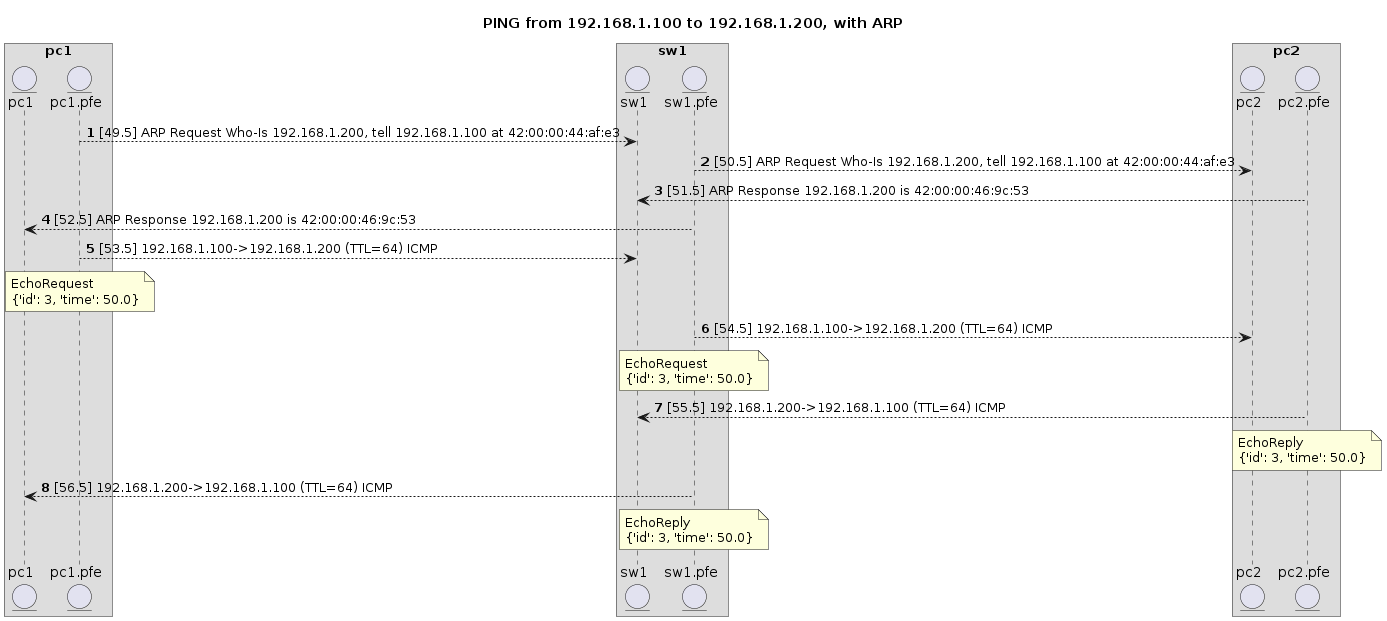 PING from 192.168.1.100 to 192.168.1.200, with ARP
pc1
sw1
pc2
pc1 pc1.pfe
sw1 sw1.pfe
pc2 pc2.pfe
1 [49.5] ARP Request Who-Is 192.168.1.200, tell 192.168.1.100 at 42:00:00:44:af:e3
2 [50.5] ARP Request Who-Is 192.168.1.200, tell 192.168.1.100 at 42:00:00:44:af:e3
3 [51.5] ARP Response 192.168.1.200 is 42:00:00:46:9c:53
4 [52.5] ARP Response 192.168.1.200 is 42:00:00:46:9c:53
5 [53.5] 192.168.1.100->192.168.1.200 (TTL=64) ICMP
EchoRequest
{'id': 3, 'time': 50.0}
6 [54.5] 192.168.1.100->192.168.1.200 (TTL=64) ICMP
EchoRequest
{'id': 3, 'time': 50.0}
7 [55.5] 192.168.1.200->192.168.1.100 (TTL=64) ICMP
EchoReply
{'id': 3, 'time': 50.0}
8 [56.5] 192.168.1.200->192.168.1.100 (TTL=64) ICMP
EchoReply
{'id': 3, 'time': 50.0}
pc1 pc1.pfe
sw1 sw1.pfe
pc2 pc2.pfe